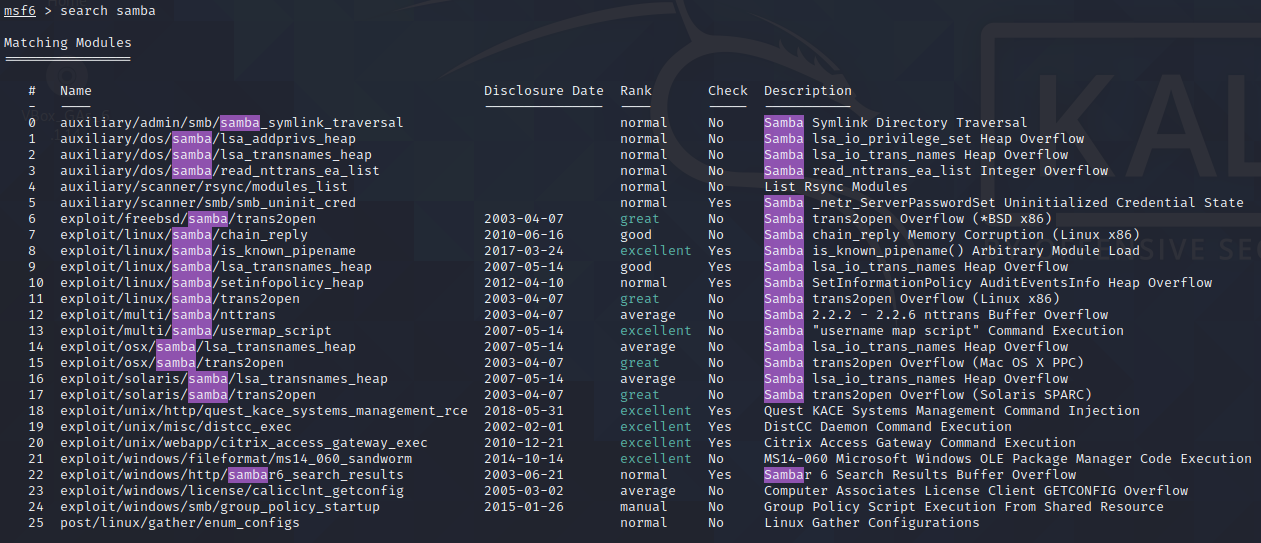 msf6 > search samba
Matching Modules
================
# Name Disclosure Date Rank Check Description
- ---- --------------- ---- ----- -----------
0 auxiliary/admin/smb/samba_symlink_traversal normal No Samba Symlink Directory Traversal
1 auxiliary/dos/samba/lsa_addprivs_heap normal No Samba lsa_io_privilege_set Heap Overflow
2 auxiliary/dos/samba/lsa_transnames_heap normal No Samba lsa_io_trans_names Heap Overflow
3 auxiliary/dos/samba/read_nttrans_ea_list normal No Samba read_nttrans_ea_list Integer Overflow
4 auxiliary/scanner/rsync/modules_list normal No List Rsync Modules
5 auxiliary/scanner/smb/smb_uninit_cred normal Yes Samba _netr_ServerPasswordSet Uninitialized Credential State
6 exploit/freebsd/samba/trans2open 2003-04-07 great No Samba trans2open Overflow (*BSD x86)
7 exploit/linux/samba/chain_reply 2010-06-16 good No Samba chain_reply Memory Corruption (Linux x86)
8 exploit/linux/samba/is_known_pipename 2017-03-24 excellent Yes Samba is_known_pipename() Arbitrary Module Load
9 exploit/linux/samba/lsa_transnames_heap 2007-05-14 good Yes Samba lsa_io_trans_names Heap Overflow
10 exploit/linux/samba/setinfopolicy_heap 2012-04-10 normal Yes Samba SetInformationPolicy AuditEventsInfo Heap Overflow
11 exploit/linux/samba/trans2open 2003-04-07 great No Samba trans2open Overflow (Linux x86)
12 exploit/multi/samba/nttrans 2003-04-07 average No Samba 2.2.2 - 2.2.6 nttrans Buffer Overflow
13 exploit/multi/samba/usermap_script 2007-05-14 excellent No Samba "username map script" Command Execution
14 exploit/osx/samba/lsa_transnames_heap 2007-05-14 average No Samba lsa_io_trans_names Heap Overflow
15 exploit/osx/samba/trans2open 2003-04-07 great No Samba trans2open Overflow (Mac OS X PPC)
16 exploit/solaris/samba/lsa_transnames_heap 2007-05-14 average No Samba lsa_io_trans_names Heap Overflow
17 exploit/solaris/samba/trans2open 2003-04-07 great No Samba trans2open Overflow (Solaris SPARC)
18 exploit/unix/http/quest_kace_systems_management_rce 2018-05-31 excellent Yes Quest KACE Systems Management Command Injection
19 exploit/unix/misc/distcc_exec 2002-02-01 excellent Yes DistCC Daemon Command Execution
20 exploit/unix/webapp/citrix_access_gateway_exec 2010-12-21 excellent Yes Citrix Access Gateway Command Execution
21 exploit/windows/fileformat/ms14_060_sandworm 2014-10-14 excellent No MS14-060 Microsoft Windows OLE Package Manager Code Execution
22 exploit/windows/http/sambar6_search_results 2003-06-21 normal Yes Sambar 6 Search Results Buffer Overflow
23 exploit/windows/license/calicclnt_getconfig 2005-03-02 average No Computer Associates License Client GETCONFIG Overflow
24 exploit/windows/smb/group_policy_startup 2015-01-26 manual No Group Policy Script Execution From Shared Resource
25 post/linux/gather/enum_configs normal No Linux Gather Configurations